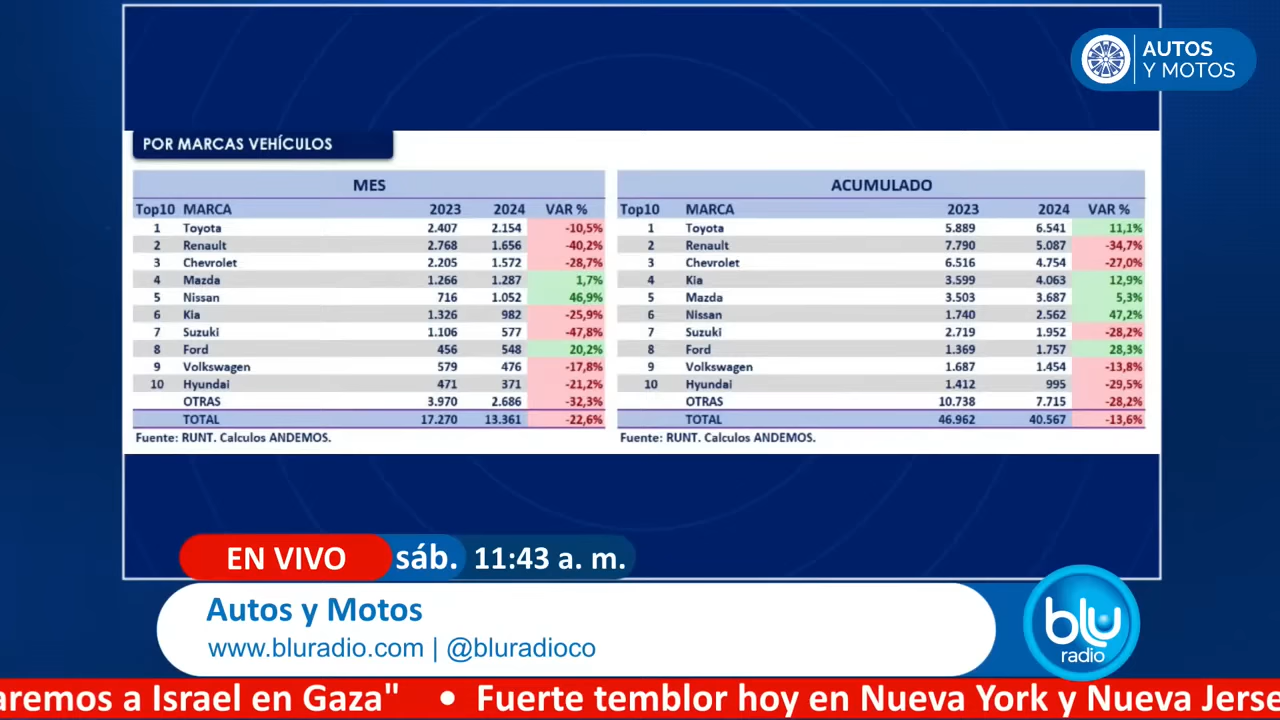 AUTOS
Y MOTOS
POR MARCAS VEHÍCULOS
MES
Top10 MARCA 2023 2024 VAR %
1 Toyota 2.407 2.154 -10,5%
2 Renault 2.768 1.656 -40,2%
3 Chevrolet 2.205 1.572 -28,7%
4 Mazda 1.266 1.287 1,7%
5 Nissan 716 1.052 46,9%
6 Kia 1.326 982 -25,9%
7 Suzuki 1.106 577 -47,8%
8 Ford 456 548 20,2%
9 Volkswagen 579 476 -17,8%
10 Hyundai 471 371 -21,2%
OTRAS 3.970 2.686 -32,3%
TOTAL 17.270 13.361 -22,6%
Fuente: RUNT. Calculos ANDEMOS.
ACUMULADO
Top10 MARCA 2023 2024 VAR %
1 Toyota 5.889 6.541 11,1%
2 Renault 7.790 5.087 -34,7%
3 Chevrolet 6.516 4.754 -27,0%
4 Kia 3.599 4.063 12,9%
5 Mazda 3.503 3.687 5,3%
6 Nissan 1.740 2.562 47,2%
7 Suzuki 2.719 1.952 -28,2%
8 Ford 1.369 1.757 28,3%
9 Volkswagen 1.687 1.454 -13,8%
10 Hyundai 1.412 995 -29,5%
OTRAS 10.738 7.715 -28,2%
TOTAL 46.962 40.567 -13,6%
Fuente: RUNT. Calculos ANDEMOS.
EN VIVO sáb. 11:43 a. m.
Autos y Motos
www.bluradio.com | @bluradioco
blu
radio
aremos a Israel en Gaza" • Fuerte temblor hoy en Nueva York y Nueva Jerse